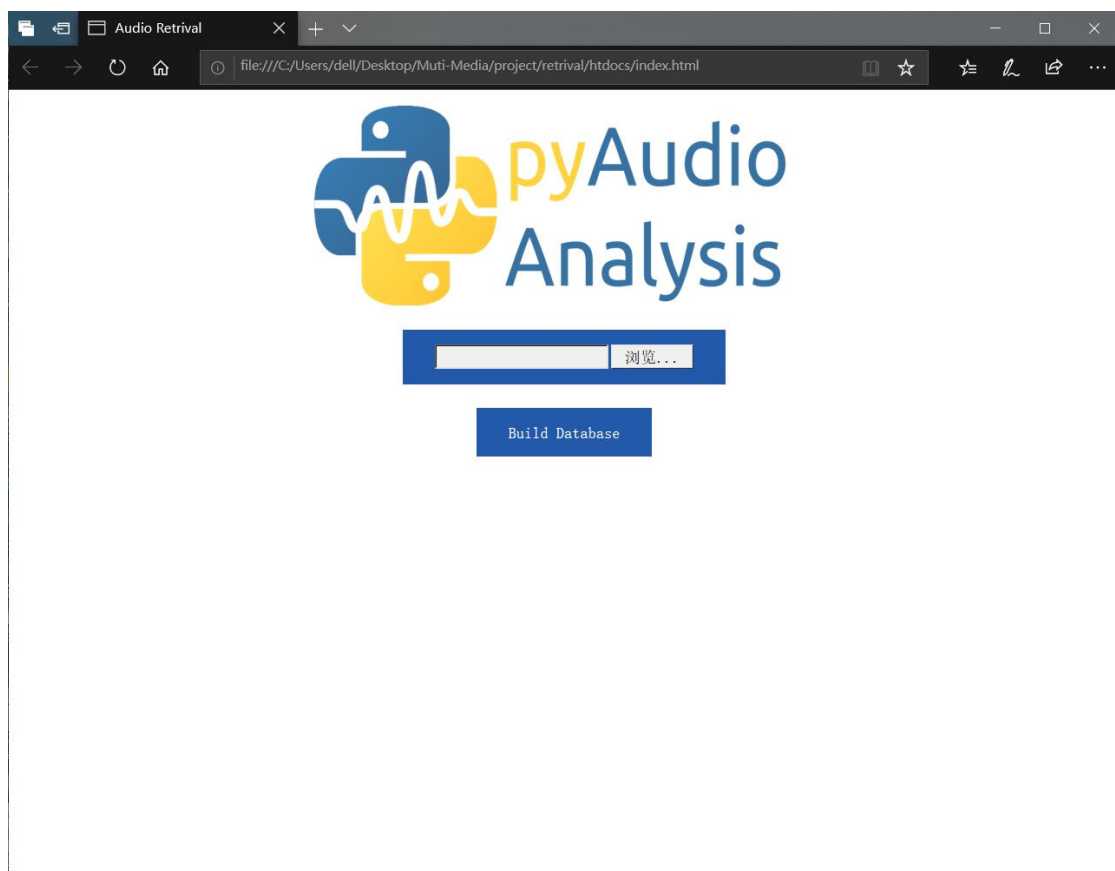 Audio Retrival
file:///C:/Users/dell/Desktop/Muti-Media/project/retrival/htdocs/index.html
pyAudio
Analysis
浏览...
Build Database